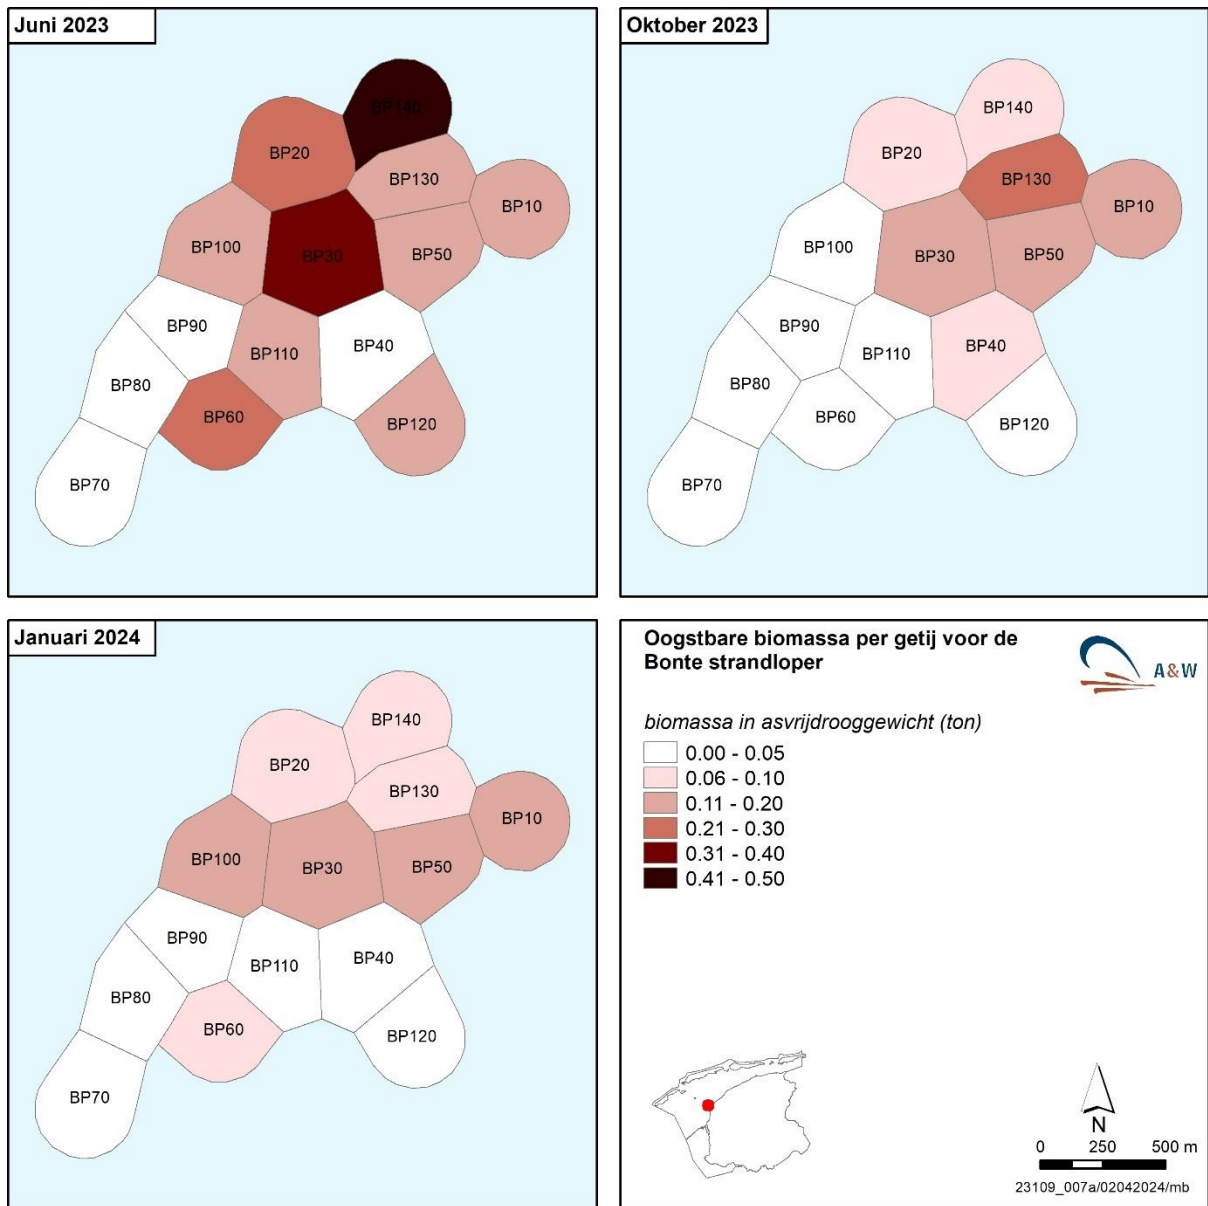 Juni 2023
BP140
BP20
BP130
BP10
BP100
BP30
BP50
BP90
BP110
BP40
BP80
BP60
BP120
BP70
Oktober 2023
BP140
BP20
BP130
BP10
BP100
BP30
BP50
BP90
BP110
BP40
BP80
BP60
BP120
BP70
Januari 2024
BP140
BP20
BP130
BP10
BP100
BP30
BP50
BP90
BP110
BP40
BP80
BP60
BP120
BP70
Oogstbare biomassa per getij voor de
Bonte strandloper
A&W
biomassa in asvrijdrooggewicht (ton)
0.00 - 0.05
0.06 - 0.10
0.11 - 0.20
0.21 - 0.30
0.31 - 0.40
0.41 - 0.50
N
0 250 500 m
23109_007a/02042024/mb